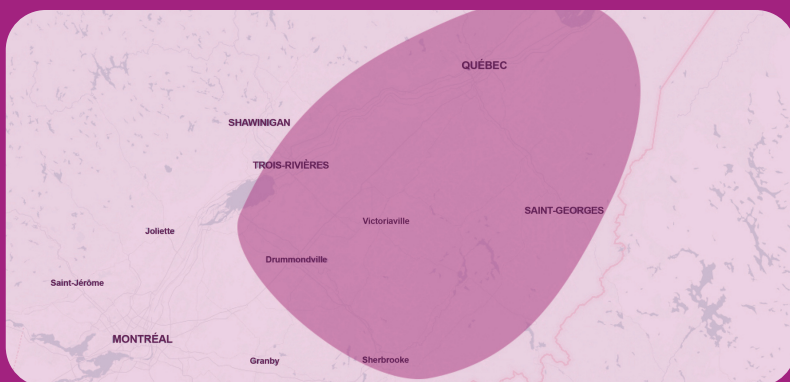 QUÉBEC
SHAWINIGAN
TROIS-RIVIÈRES
SAINT-GEORGES
Victoriaville
Joliette
Drummondville
Saint-Jérôme
MONTRÉAL
Granby
Sherbrooke